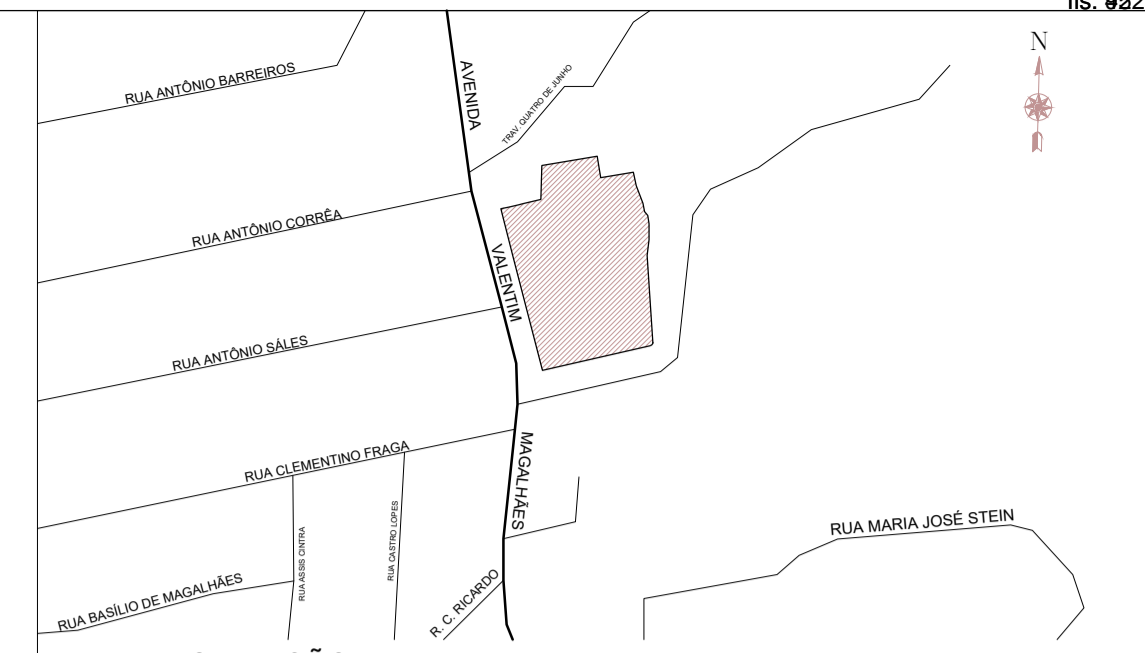 fls.
N
RUA ANTÔNIO BARREIROS
AVENIDA
TRAV. QUATRO DE JUNHO
RUA ANTÔNIO CORRÊA
VALENTIM
RUA ANTÔNIO SÁLES
RUA CLEMENTINO FRAGA
MAGALHÃES
RUA MARIA JOSÉ STEIN
RUA ASSIS CINTRA
RUA CASTRO LOPES
RUA BASÍLIO DE MAGALHÃES
R. C. RICARDO